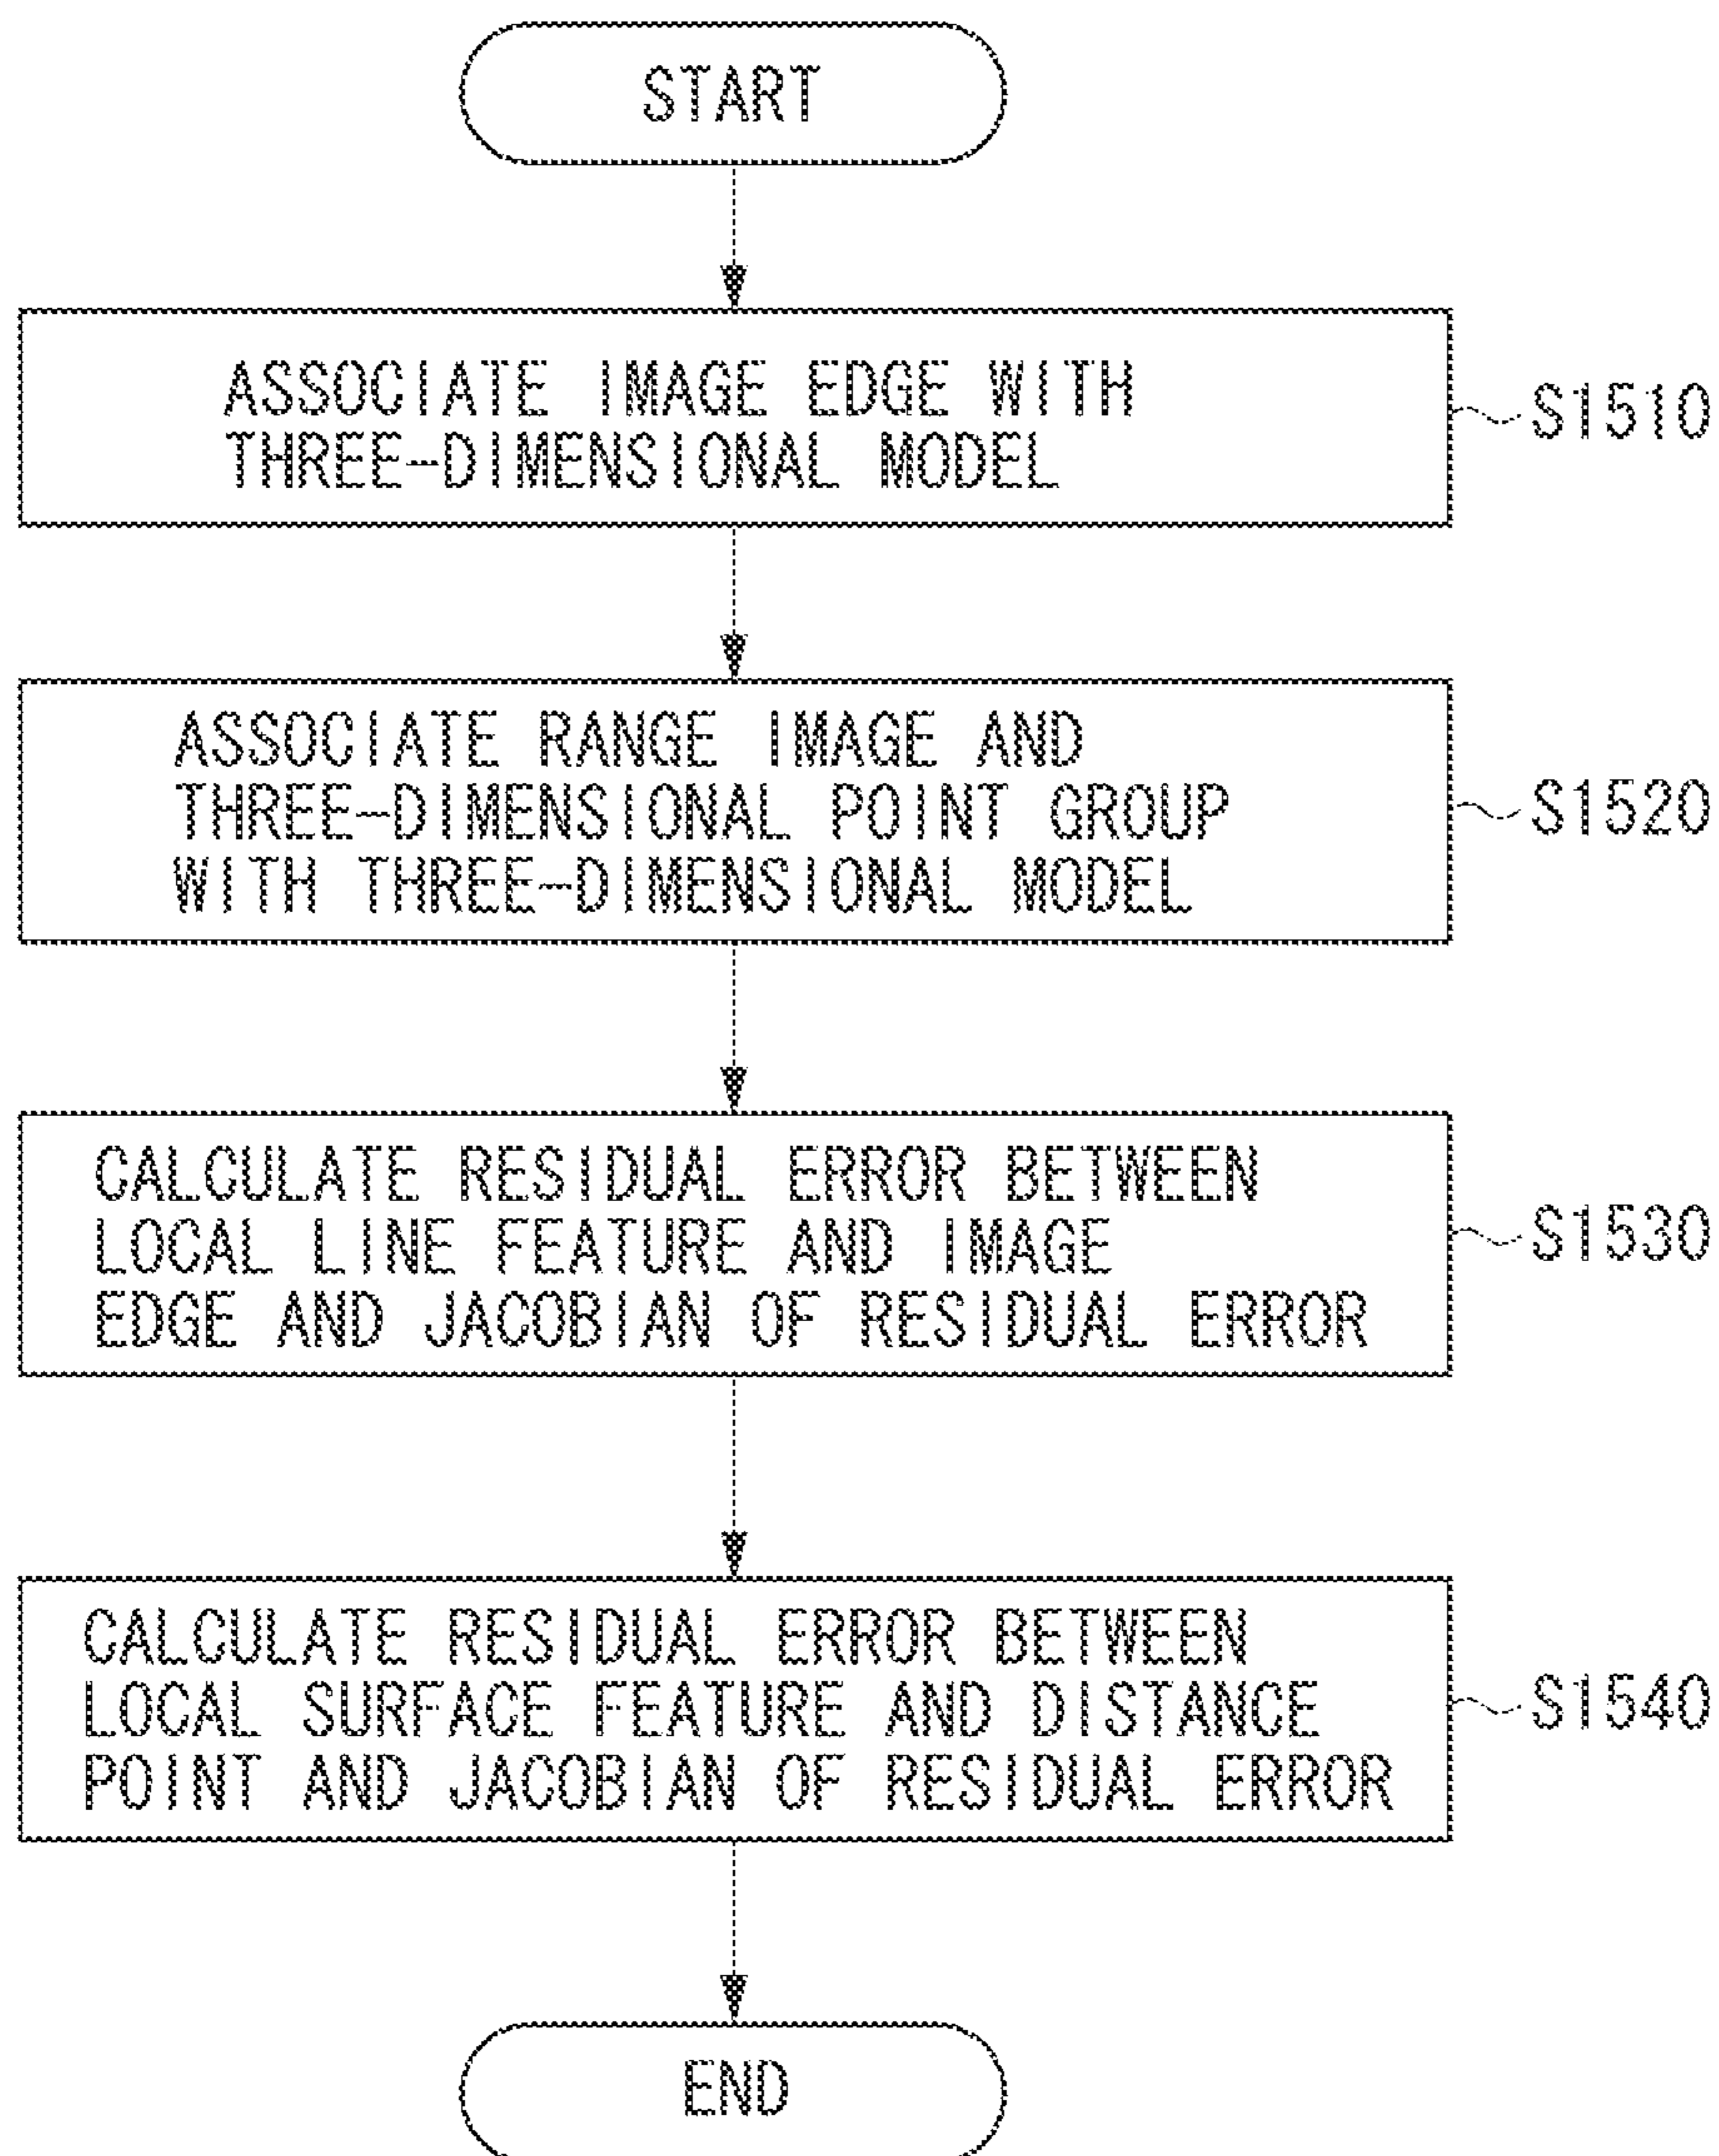 START
ASSOCIATE IMAGE EDGE WITH
THREE-DIMENSIONAL MODEL
S1510
ASSOCIATE RANGE IMAGE AND
THREE-DIMENSIONAL POINT GROUP
WITH THREE-DIMENSIONAL MODEL
S1520
CALCULATE RESIDUAL ERROR BETWEEN
LOCAL LINE FEATURE AND IMAGE
EDGE AND JACOBIAN OF RESIDUAL ERROR
S1530
CALCULATE RESIDUAL ERROR BETWEEN
LOCAL SURFACE FEATURE AND DISTANCE
POINT AND JACOBIAN OF RESIDUAL ERROR
S1540
END